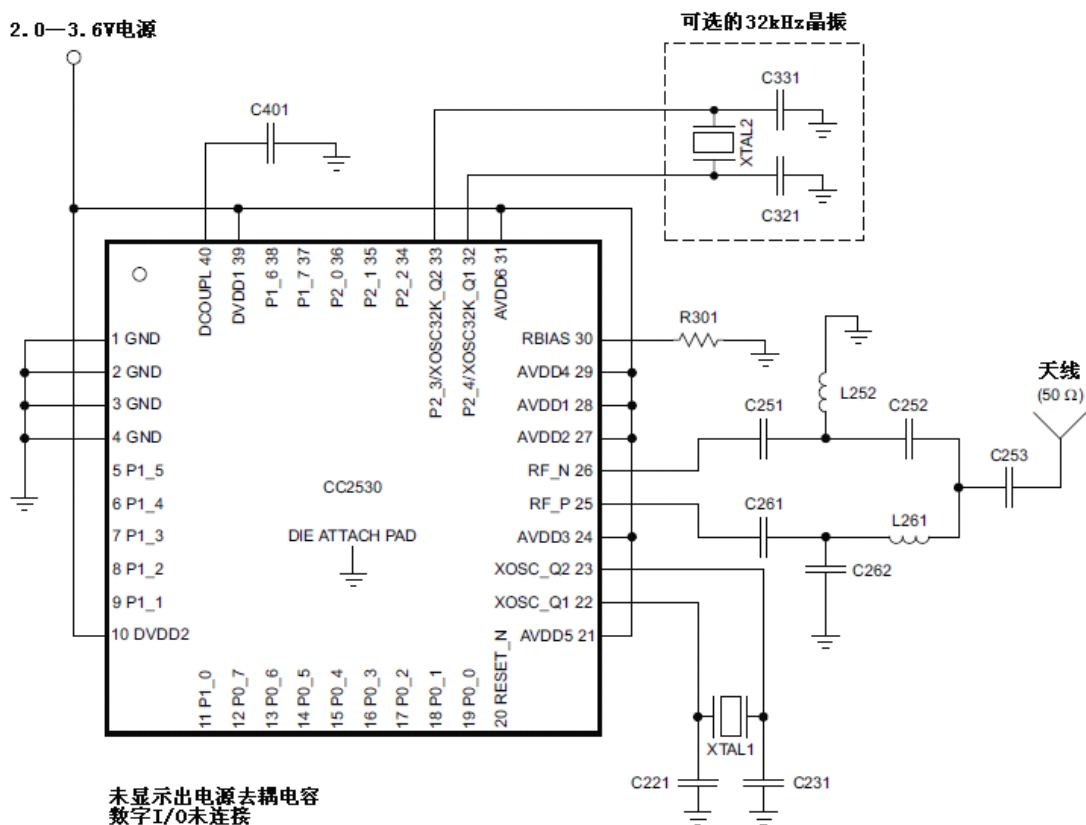 2.0—3.6V电源
可选的32kHz晶振
C331
XTAL2
C321
C401
DCOUPL 40
DVDD1 39
P1_6 38
P1_7 37
P2_0 36
P2_1 35
P2_2 34
P2_3/XOSC32K_Q2 33
P2_4/XOSC32K_Q1 32
AVDD6 31
1 GND
2 GND
3 GND
4 GND
5 P1_5
6 P1_4
7 P1_3
8 P1_2
9 P1_1
10 DVDD2
CC2530
DIE ATTACH PAD
RBIAS 30
AVDD4 29
AVDD1 28
AVDD2 27
RF_N 26
RF_P 25
AVDD3 24
XOSC_Q2 23
XOSC_Q1 22
AVDD5 21
11 P1_0
12 P0_7
13 P0_6
14 P0_5
15 P0_4
16 P0_3
17 P0_2
18 P0_1
19 P0_0
20 RESET_N
R301
L252
C251
C252
天线
(50 Ω)
C253
C261
L261
C262
XTAL1
C221
C231
未显示出电源去耦电容
数字I/O未连接